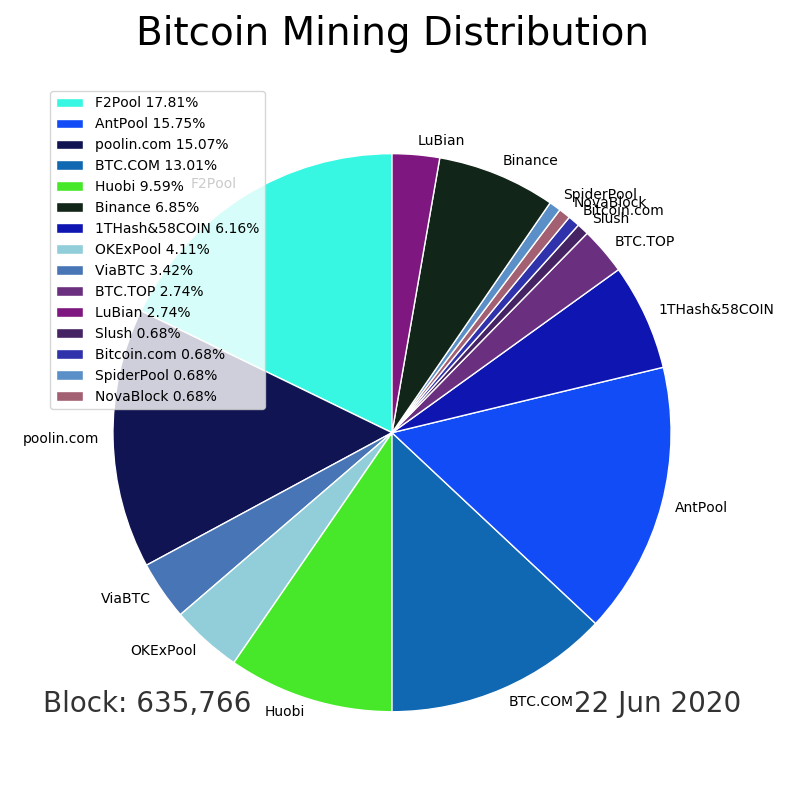 Bitcoin Mining Distribution
F2Pool 17.81%
AntPool 15.75%
poolin.com 15.07%
BTC.COM 13.01%
Huobi 9.59%
Binance 6.85%
1THash&58COIN 6.16%
OKExPool 4.11%
ViaBTC 3.42%
BTC.TOP 2.74%
LuBian 2.74%
Slush 0.68%
Bitcoin.com 0.68%
SpiderPool 0.68%
NovaBlock 0.68%
LuBian
Binance
SpiderPool
NovaBlock
Bitcoin.com
Slush
BTC.TOP
1THash&58COIN
AntPool
BTC.COM
Huobi
OKExPool
ViaBTC
poolin.com
F2Pool
Block: 635,766
22 Jun 2020